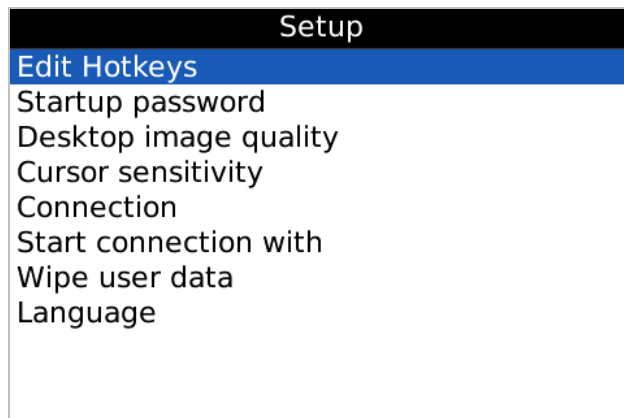 Setup
Edit Hotkeys
Startup password
Desktop image quality
Cursor sensitivity
Connection
Start connection with
Wipe user data
Language